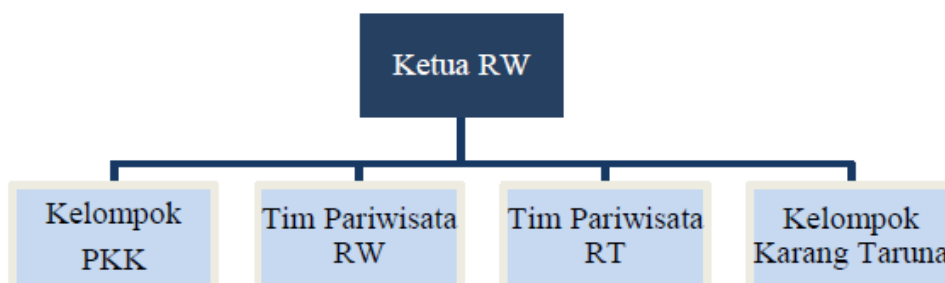 Ketua RW
Kelompok
PKK
Tim Pariwisata
RW
Tim Pariwisata
RT
Kelompok
Karang Taruna